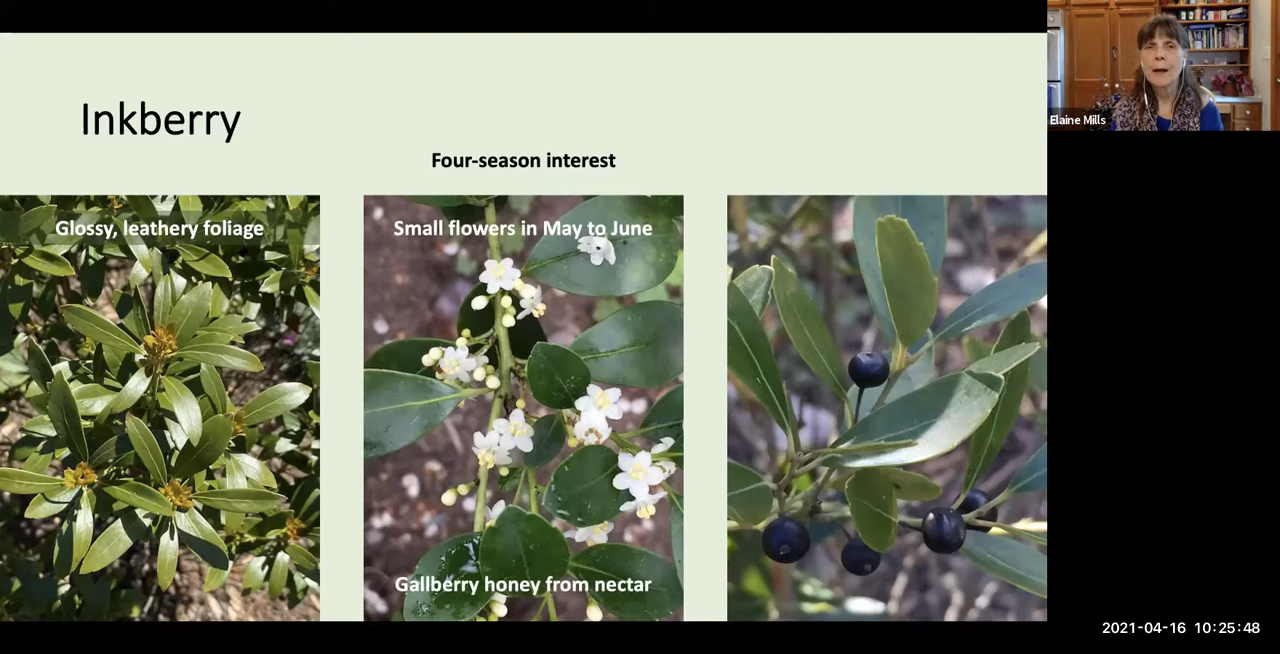 Inkberry
Four-season interest
Glossy, leathery foliage
Small flowers in May to June
Gallberry honey from nectar
Elaine Mills
2021-04-16 10:25:48